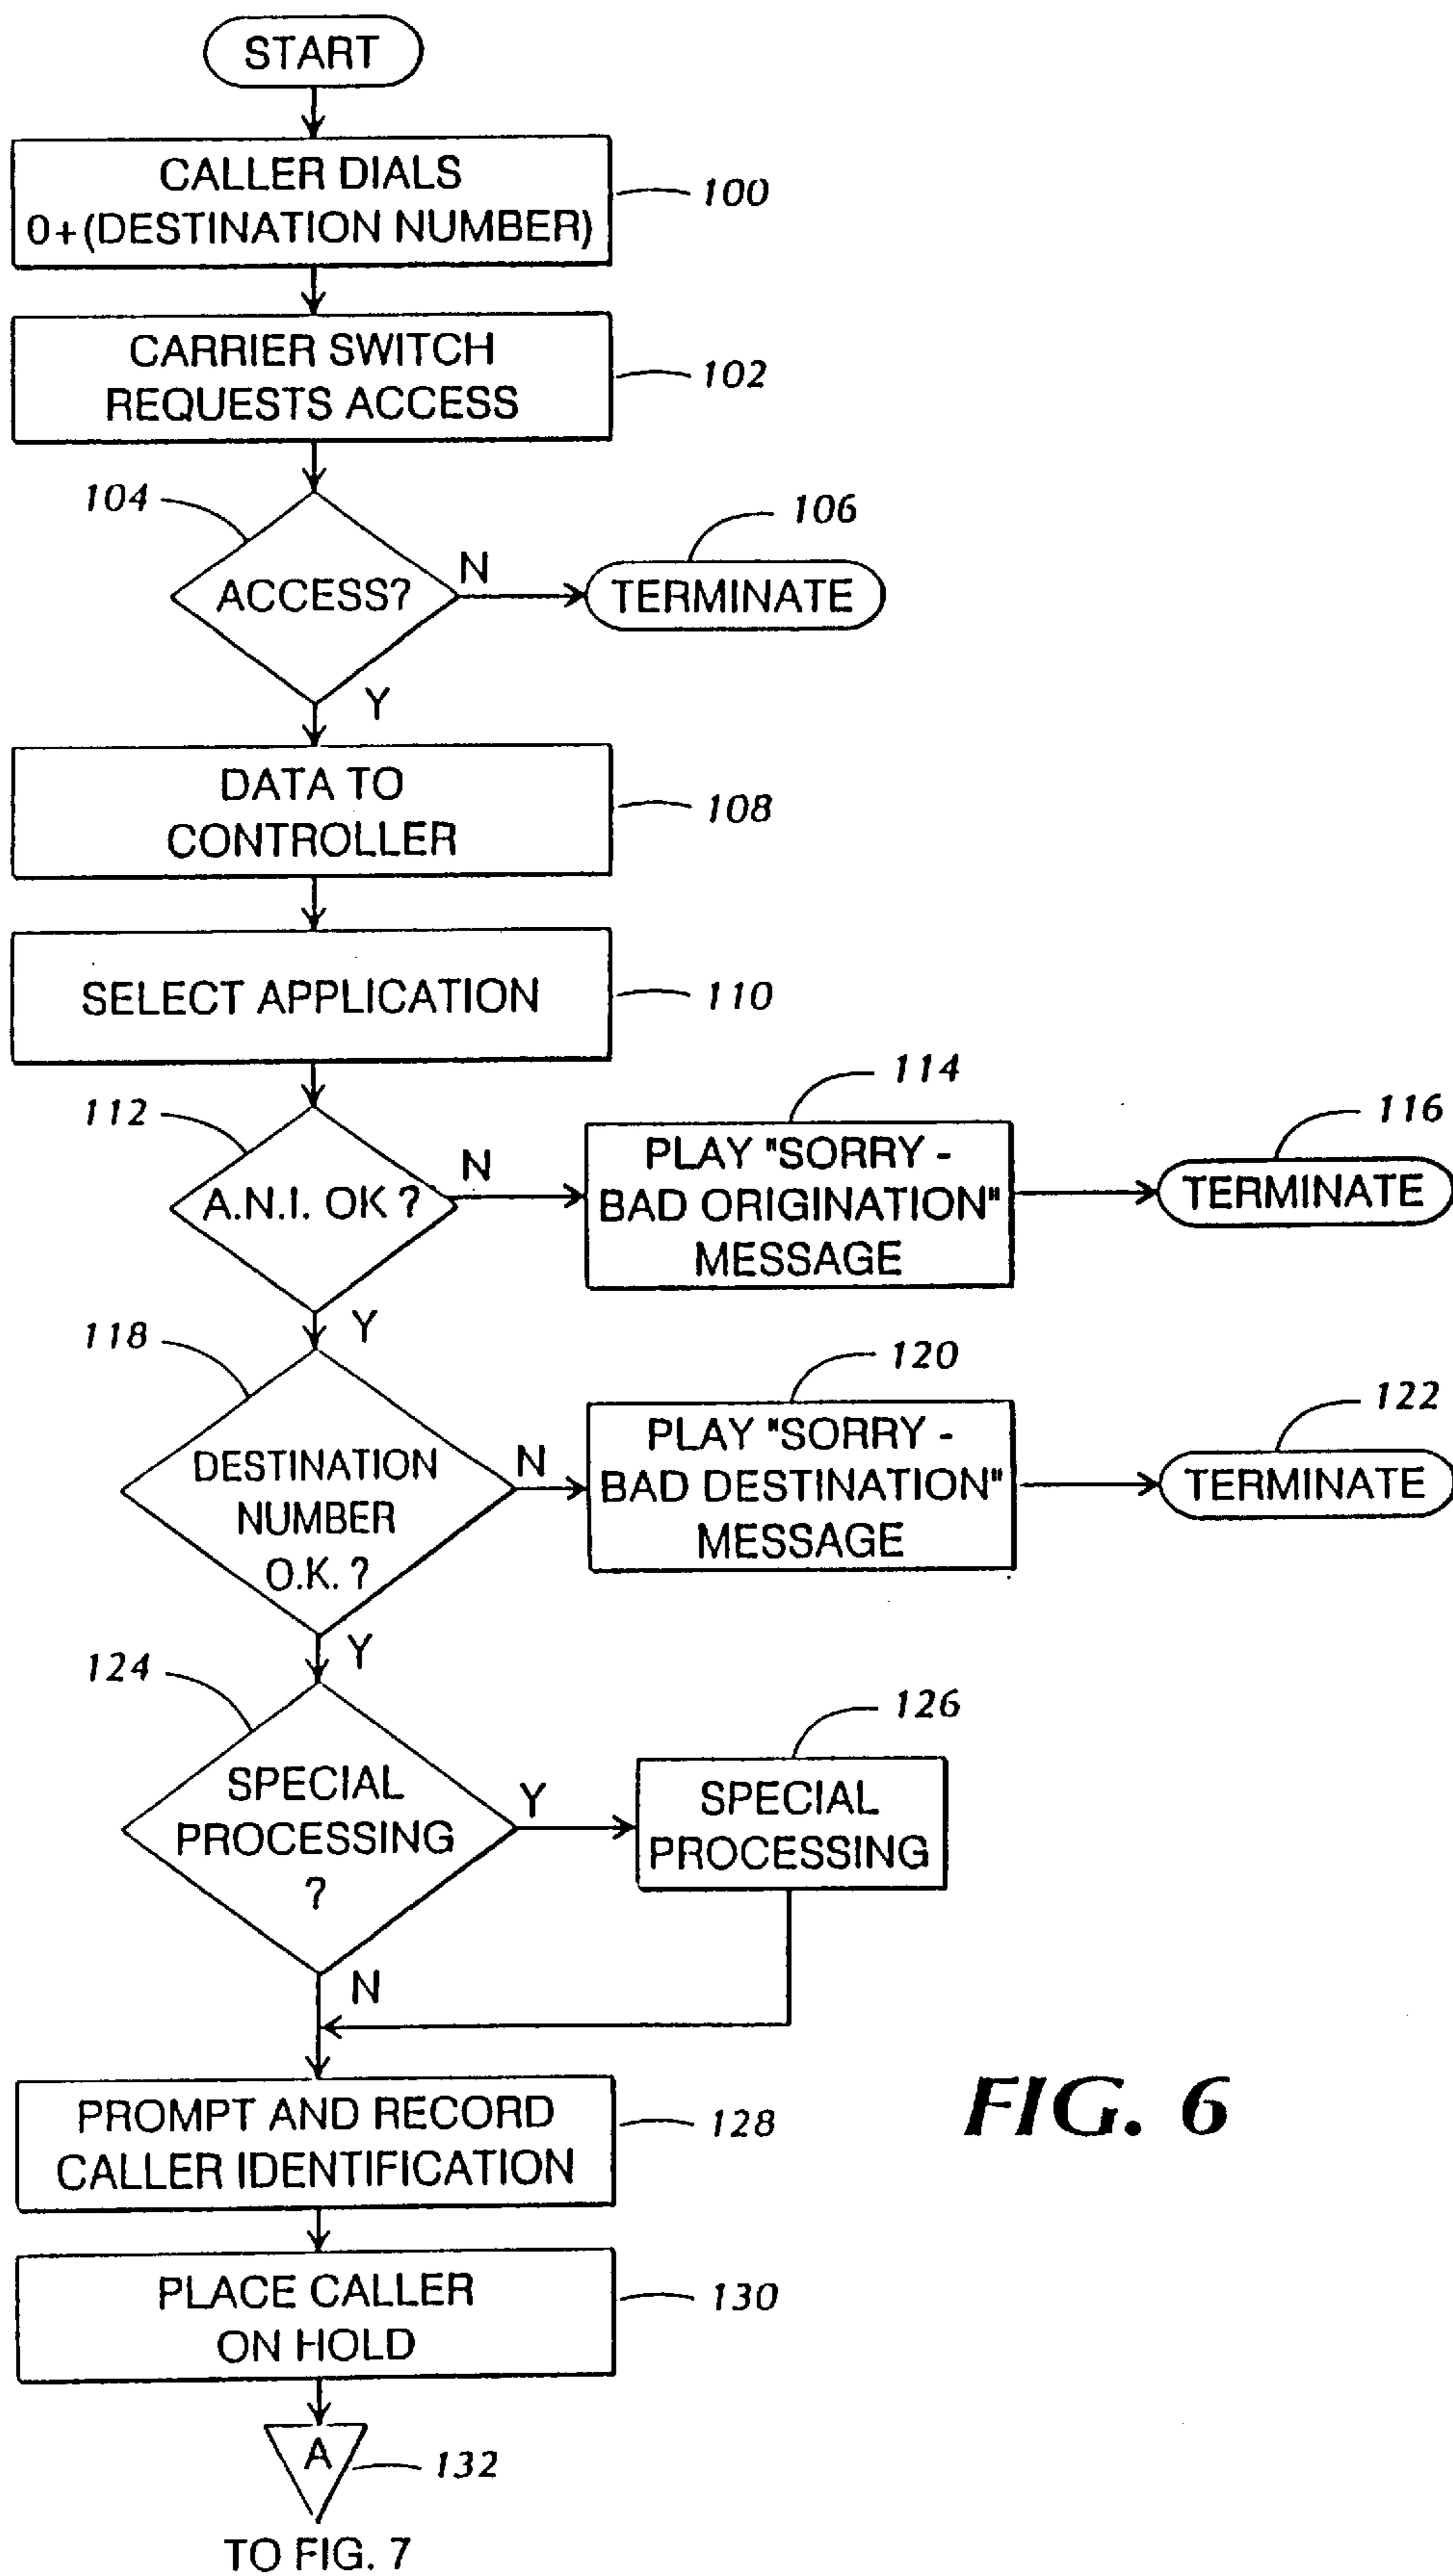 START
CALLER DIALS
0+(DESTINATION NUMBER)
100
CARRIER SWITCH
REQUESTS ACCESS
102
104
ACCESS?
N
106
TERMINATE
Y
DATA TO
CONTROLLER
108
SELECT APPLICATION
110
112
A.N.I. OK ?
N
114
PLAY "SORRY -
BAD ORIGINATION"
MESSAGE
116
TERMINATE
Y
118
DESTINATION
NUMBER
O.K. ?
N
120
PLAY "SORRY -
BAD DESTINATION"
MESSAGE
122
TERMINATE
Y
124
SPECIAL
PROCESSING
?
Y
126
SPECIAL
PROCESSING
N
PROMPT AND RECORD
CALLER IDENTIFICATION
128
FIG. 6
PLACE CALLER
ON HOLD
130
A
132
TO FIG. 7